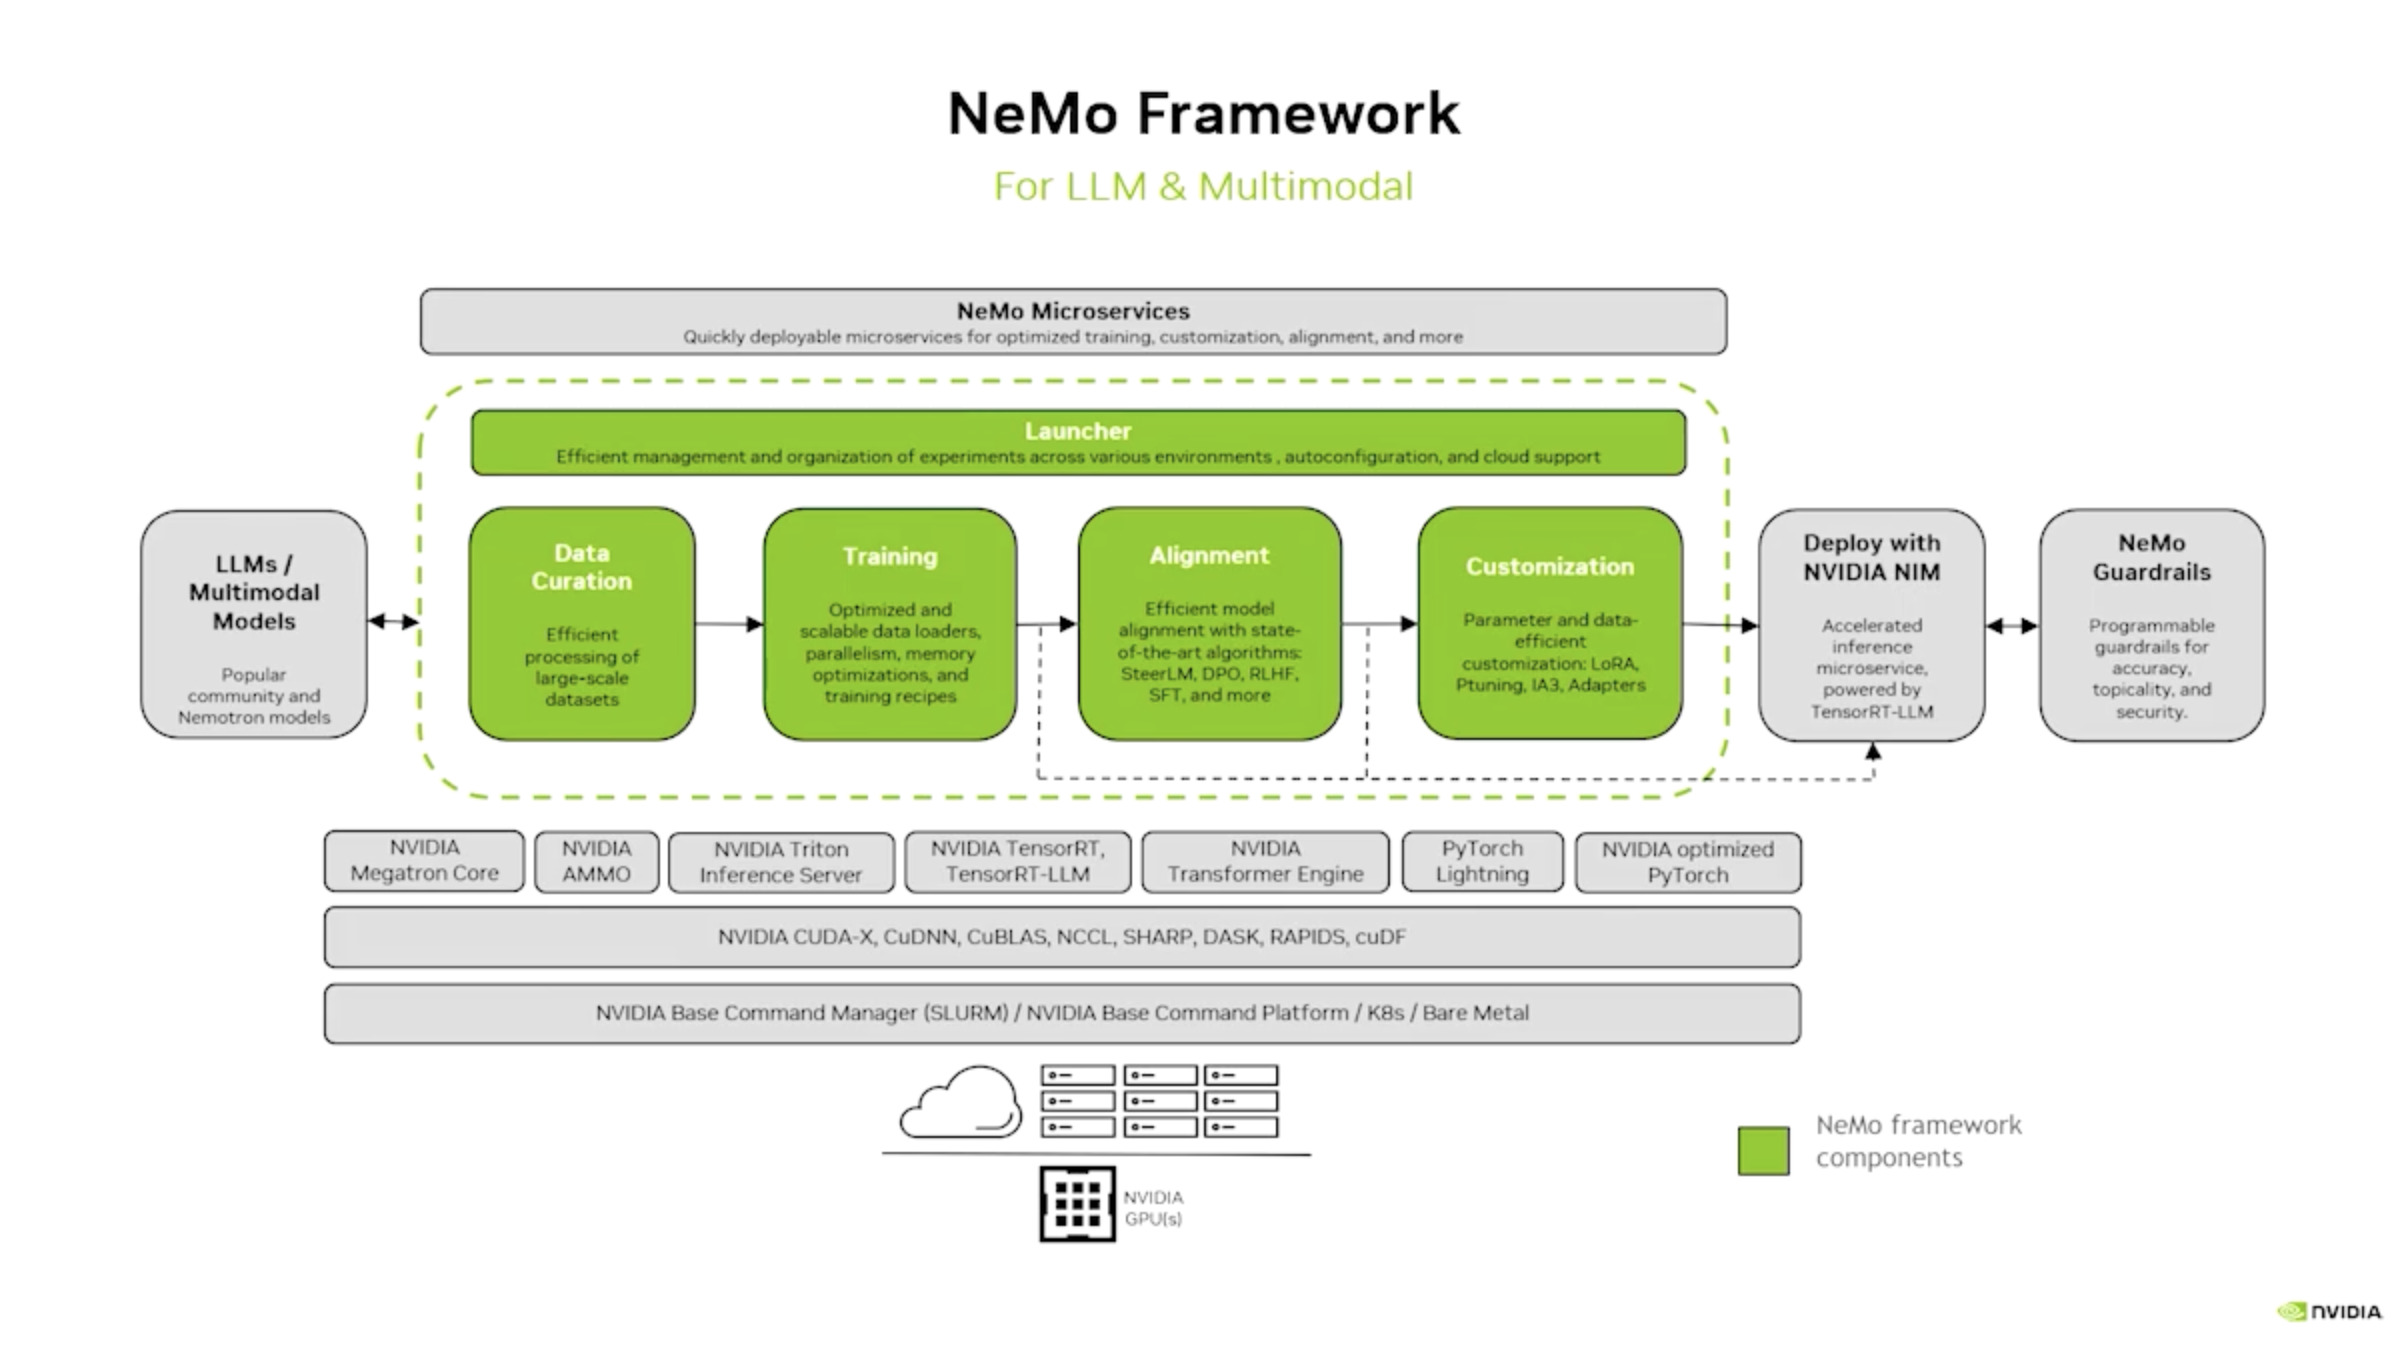 NeMo Framework
For LLM & Multimodal
NeMo Microservices
Quickly deployable microservices for optimized training, customization, alignment, and more
Launcher
Efficient management and organization of experiments across various environments , autoconfiguration, and cloud support
LLMs /
Multimodal
Models
Popular
community and
Nemotron models
Data
Curation
Efficient
processing of
large-scale
datasets
Training
Optimized and
scalable data loaders,
parallelism, memory
optimizations, and
training recipes
Alignment
Efficient model
alignment with state-
of-the-art algorithms:
SteerLM, DPO, RLHF,
SFT, and more
Customization
Parameter and data-
efficient
customization: LoRA,
Ptuning, IA3, Adapters
Deploy with
NVIDIA NIM
Accelerated
inference
microservice,
powered by
TensorRT-LLM
NeMo
Guardrails
Programmable
guardrails for
accuracy,
topicality, and
security.
NVIDIA
Megatron Core
NVIDIA
AMMO
NVIDIA Triton
Inference Server
NVIDIA TensorRT,
TensorRT-LLM
NVIDIA
Transformer Engine
PyTorch
Lightning
NVIDIA optimized
PyTorch
NVIDIA CUDA-X, CuDNN, CuBLAS, NCCL, SHARP, DASK, RAPIDS, cuDF
NVIDIA Base Command Manager (SLURM) / NVIDIA Base Command Platform / K8s / Bare Metal
NVIDIA
GPU(s)
NeMo framework
components
NVIDIA